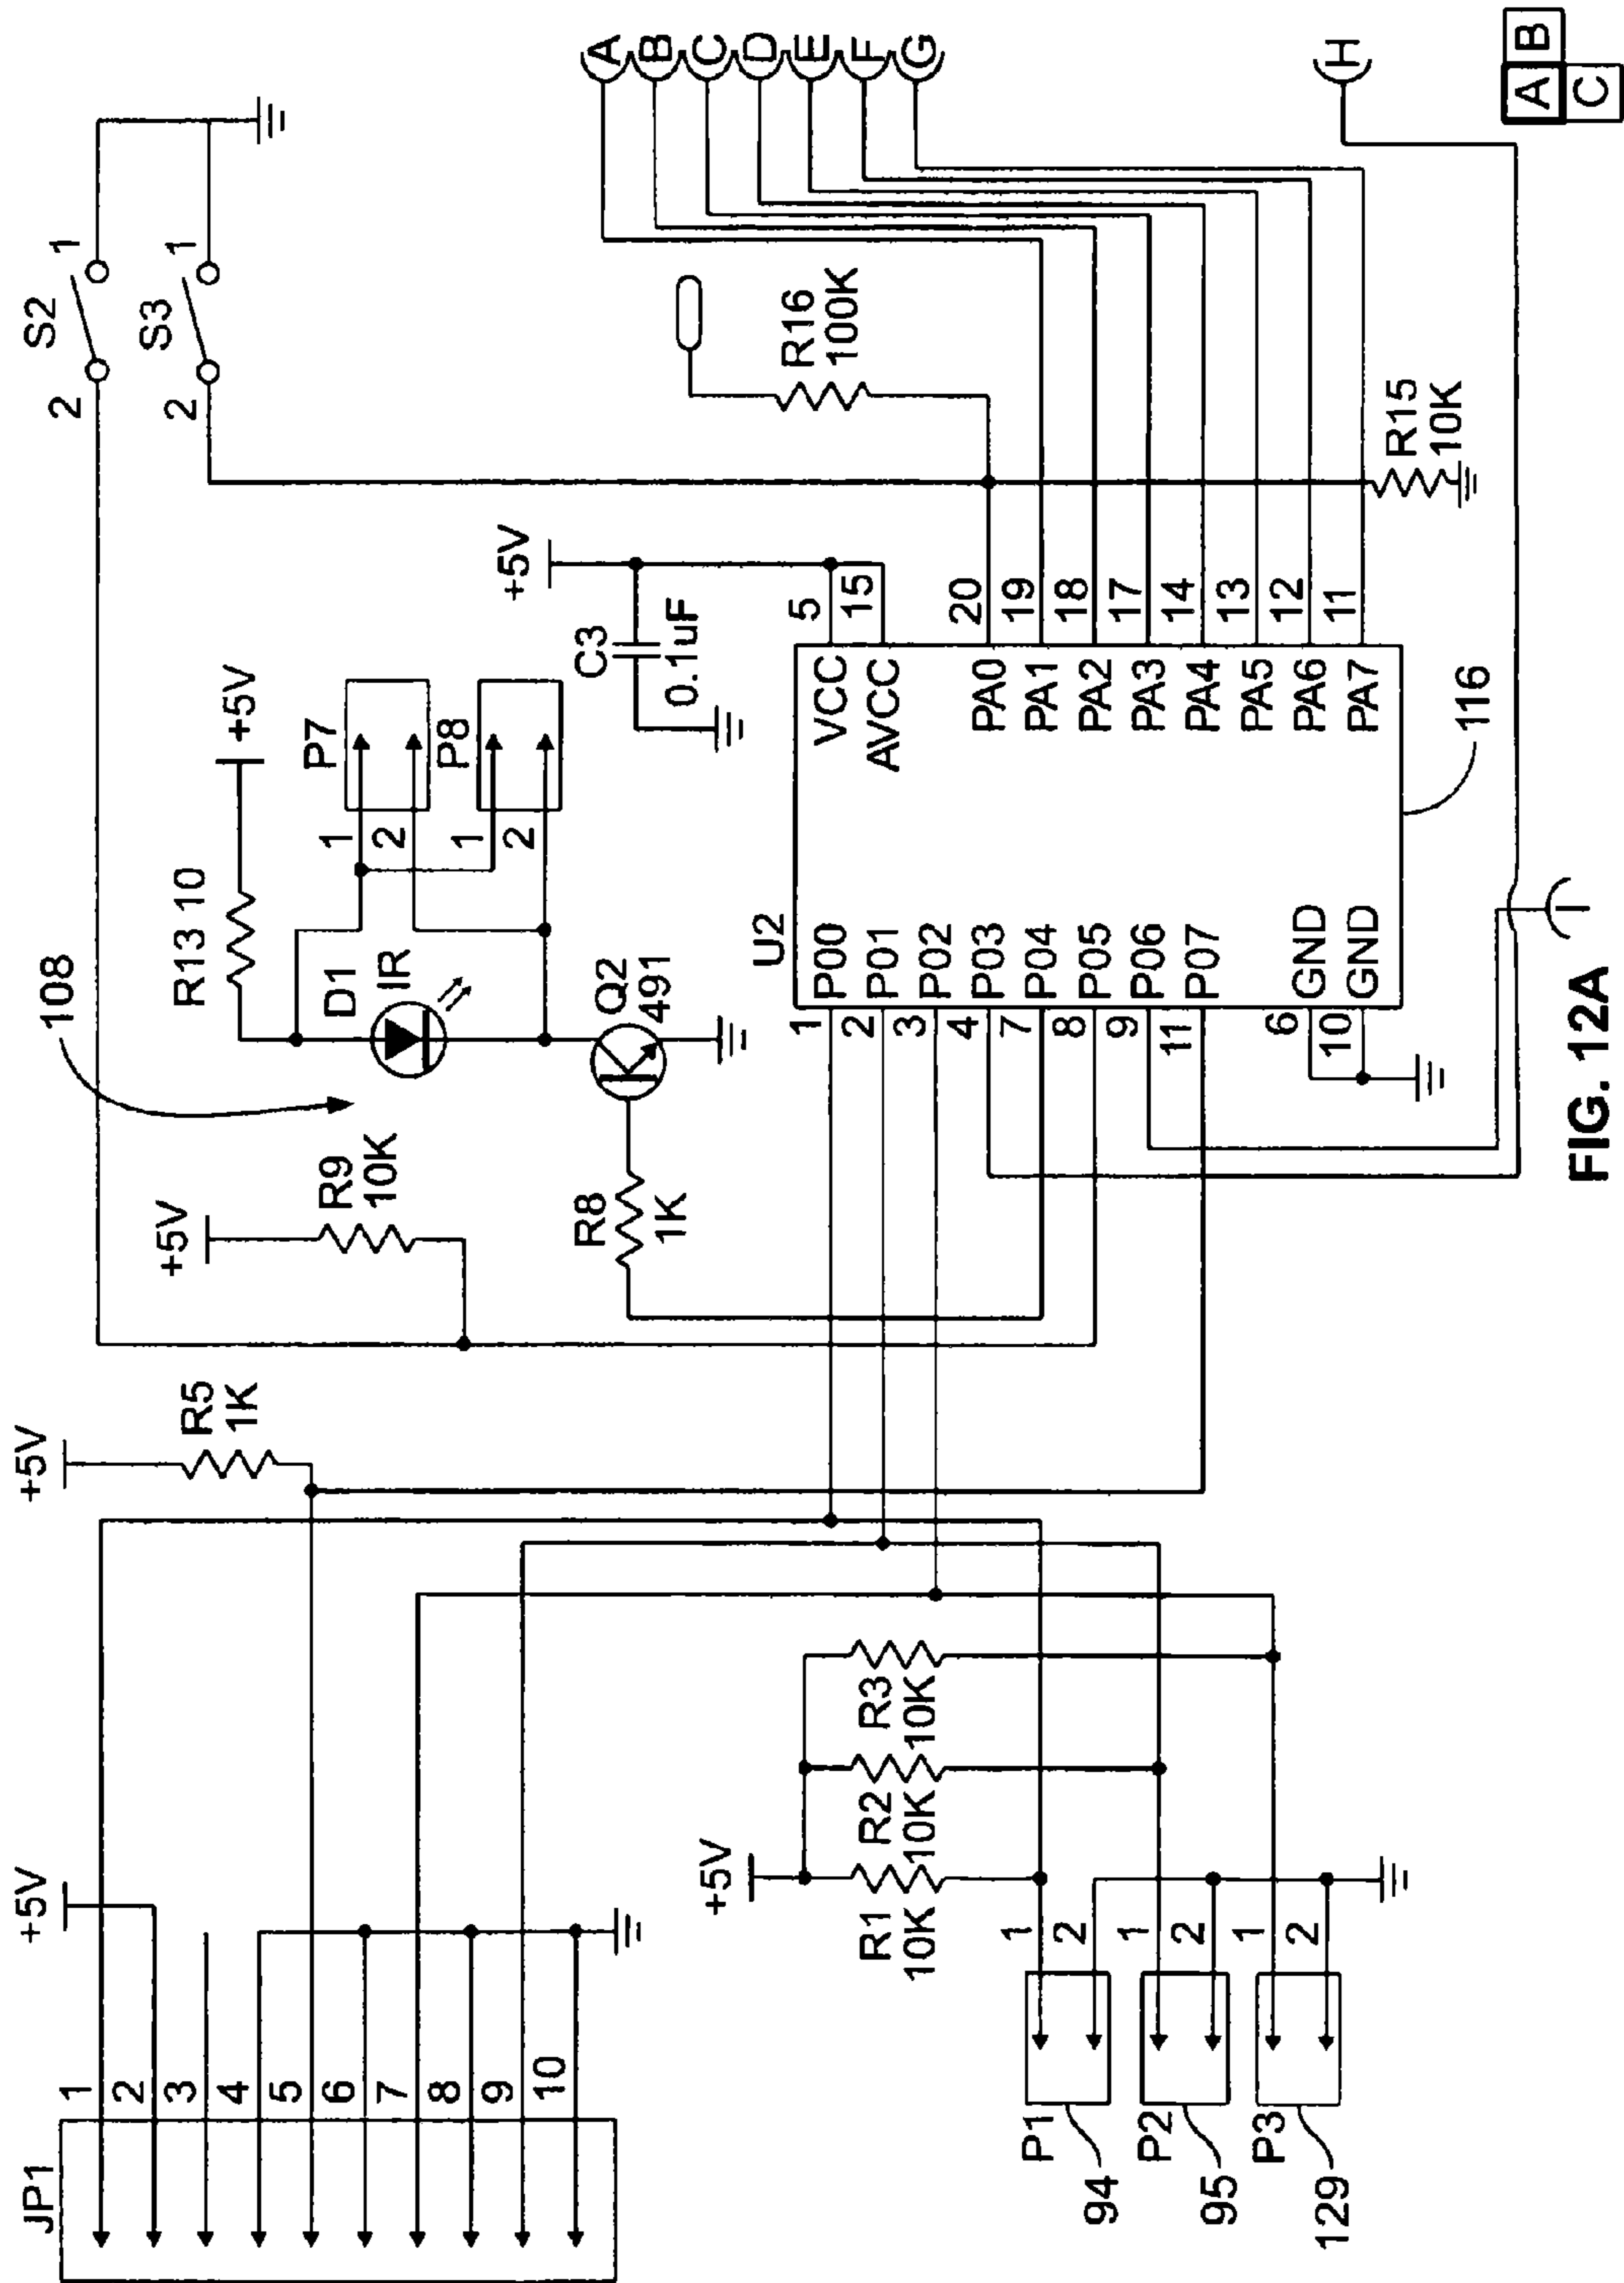 JP1
1
2
3
4
5
6
7
8
9
10
+5V
+5V
R5
1K
+5V
R9
10K
108
R13 10
+5V
D1
IR
P7
1
2
P8
1
2
Q2
491
R8
1K
S2
2
1
S3
2
1
+5V
C3
0.1uF
R16
100K
A
B
C
D
E
F
G
H
I
+5V
R1
10K
R2
10K
R3
10K
P1
1
2
94
P2
1
2
95
P3
1
2
129
U2
1
P00
2
P01
3
P02
4
P03
7
P04
8
P05
9
P06
11
P07
6
GND
10
GND
VCC
5
AVCC
15
PA0
20
PA1
19
PA2
18
PA3
17
PA4
14
PA5
13
PA6
12
PA7
11
116
R15
10K
FIG. 12A
A
B
C